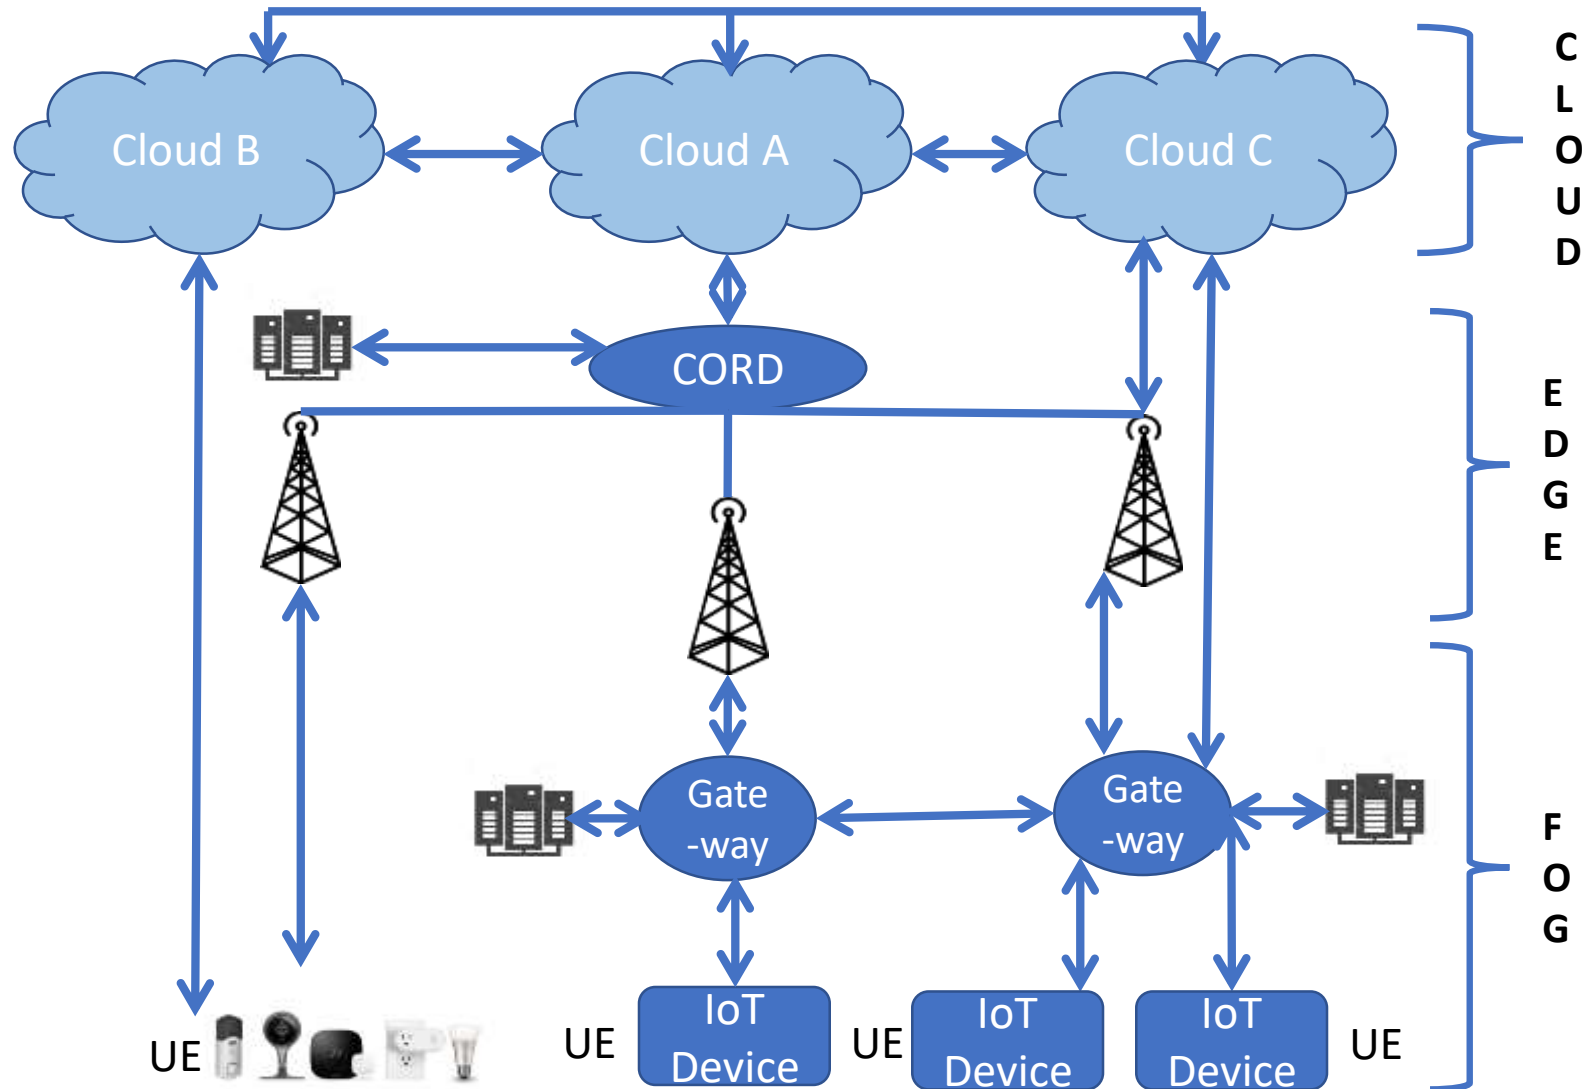 Cloud B
Cloud A
Cloud C
C
L
O
U
D
CORD
E
D
G
E
Gate
-way
Gate
-way
F
O
G
UE
UE
IoT
Device
UE
IoT
Device
IoT
Device
UE